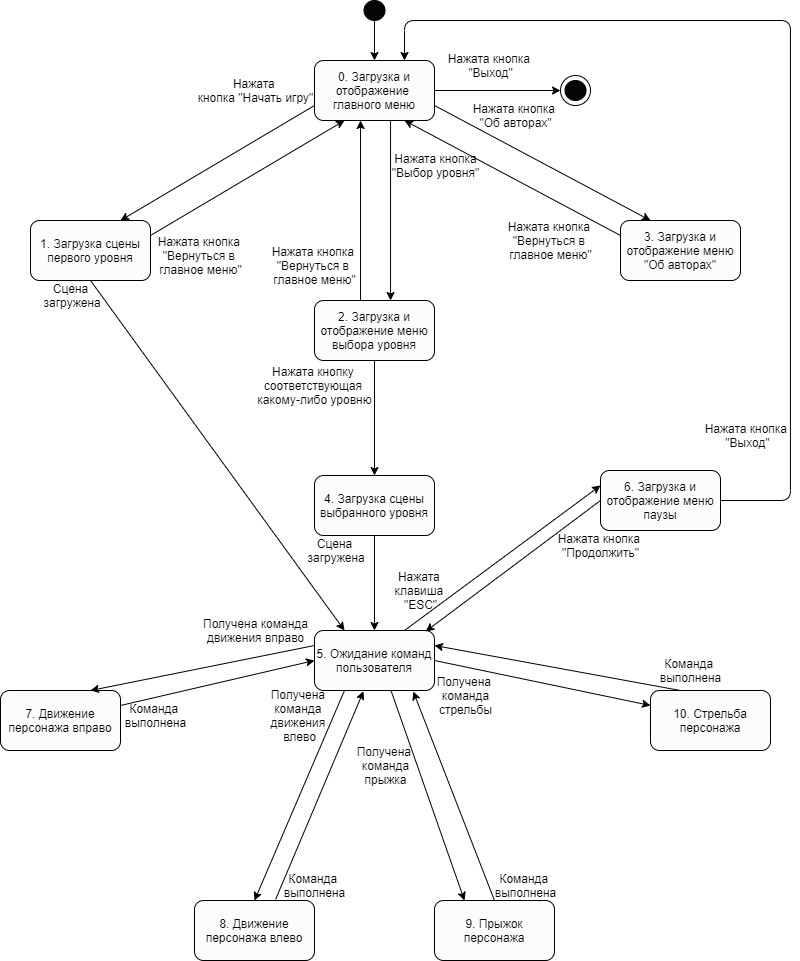 Нажата кнопка
"Выход"
0. Загрузка и
отображение
главного меню
Нажата
кнопка "Начать игру"
Нажата кнопка
"Об авторах"
Нажата кнопка
"Выбор уровня"
1. Загрузка сцены
первого уровня
Нажата кнопка
"Вернуться в
главное меню"
Нажата кнопка
"Вернуться в
главное меню"
Нажата кнопка
"Вернуться в
главное меню"
3. Загрузка и
отображение меню
"Об авторах"
Сцена
загружена
2. Загрузка и
отображение меню
выбора уровня
Нажата кнопку
соответствующая
какому-либо уровню
Нажата кнопка
"Выход"
4. Загрузка сцены
выбранного уровня
6. Загрузка и
отображение меню
паузы
Сцена
загружена
Нажата кнопка
"Продолжить"
Нажата
клавиша
"ESC"
Получена команда
движения вправо
5. Ожидание команд
пользователя
Команда
выполнена
7. Движение
персонажа вправо
Команда
выполнена
Получена
команда
движения
влево
Получена
команда
стрельбы
10. Стрельба
персонажа
Получена
команда
прыжка
Команда
выполнена
Команда
выполнена
8. Движение
персонажа влево
9. Прыжок
персонажа